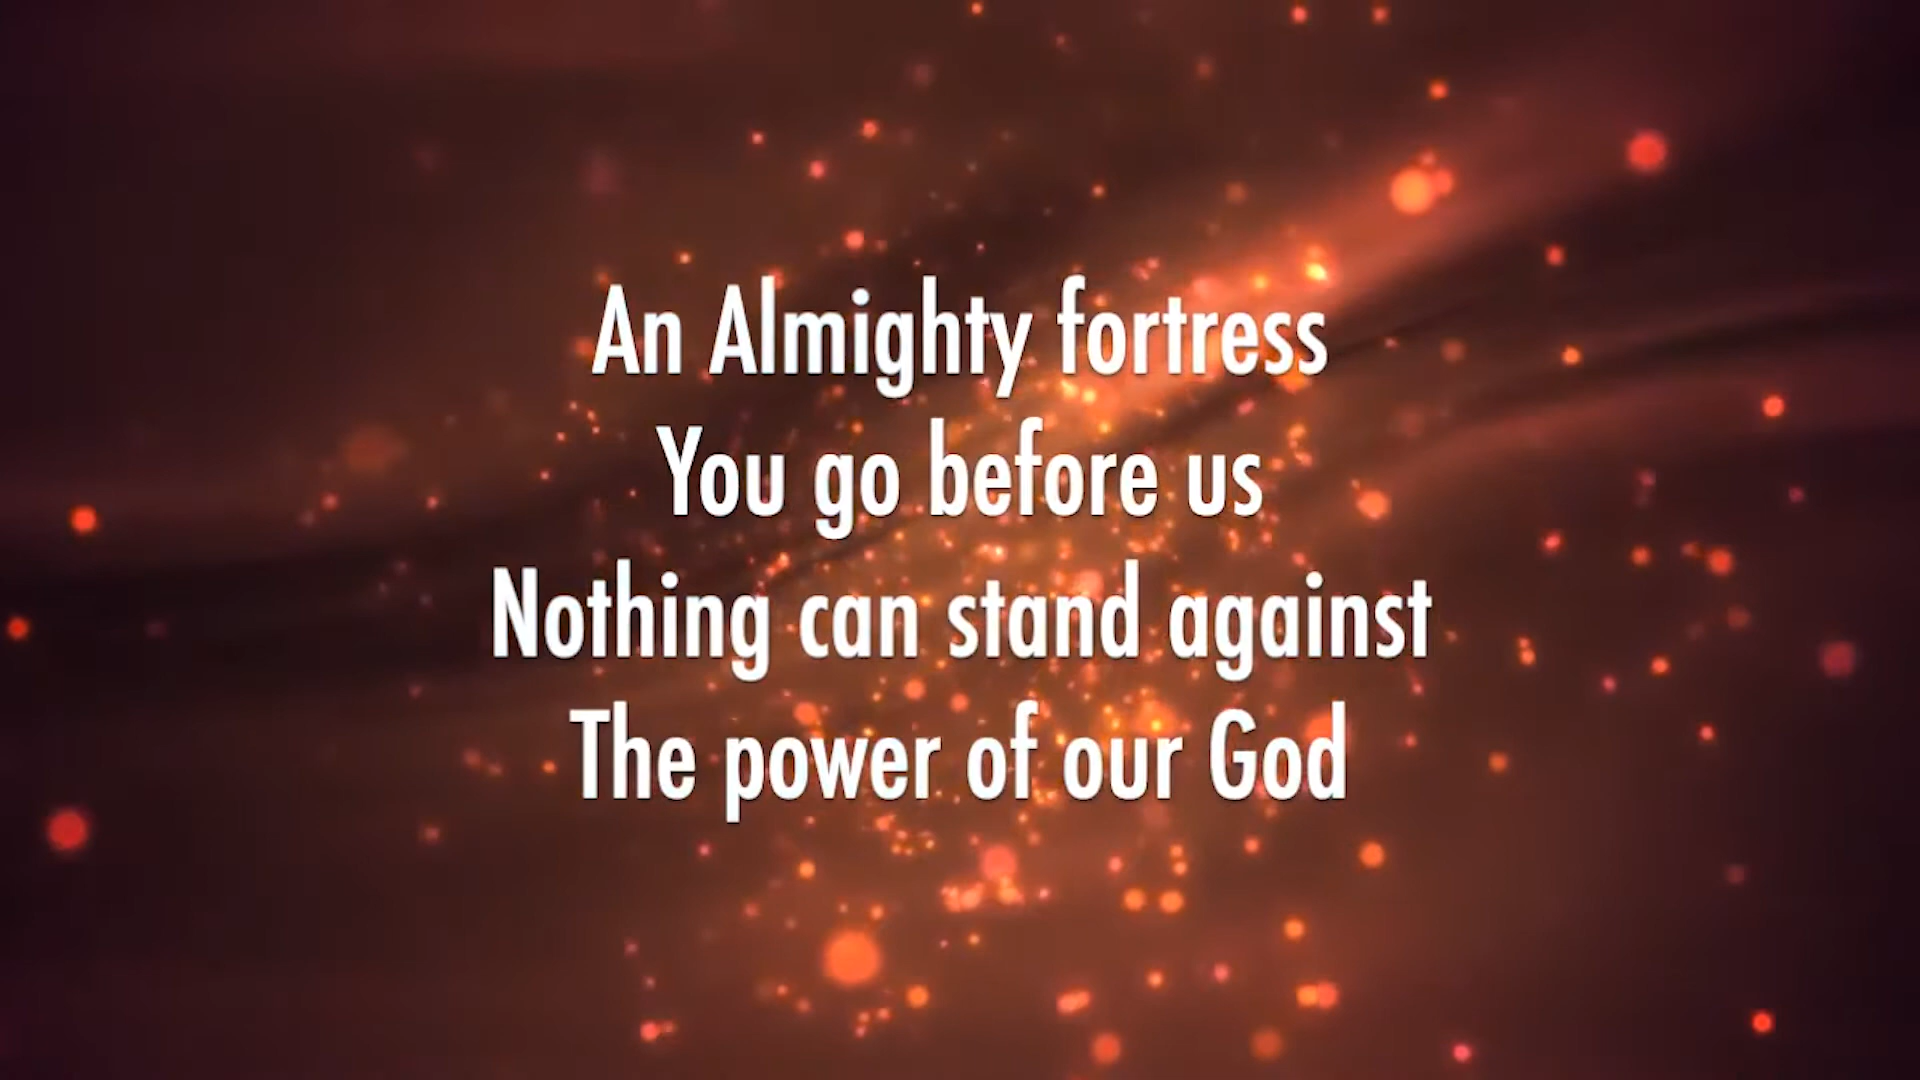 An Almighty fortress
You go before us
Nothing can stand against
The power of our God